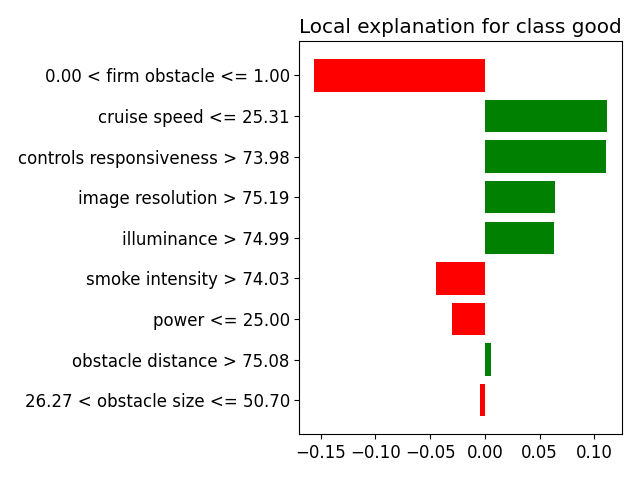 Local explanation for class good
0.00 < firm obstacle <= 1.00
cruise speed <= 25.31
controls responsiveness > 73.98
image resolution > 75.19
illuminance > 74.99
smoke intensity > 74.03
power <= 25.00
obstacle distance > 75.08
26.27 < obstacle size <= 50.70
−0.15 −0.10 −0.05 0.00 0.05 0.10